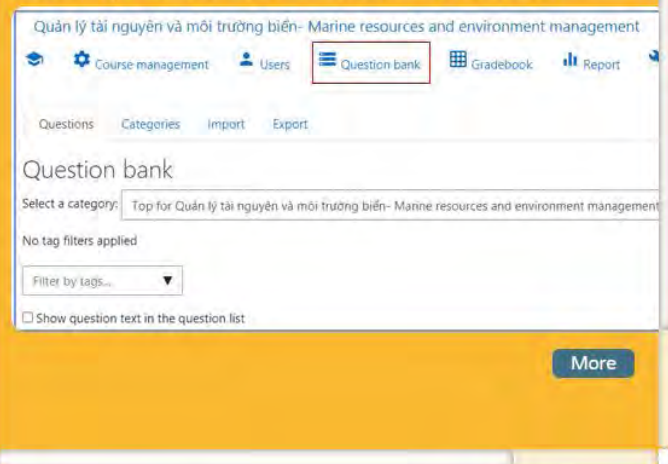 Quản lý tài nguyên và môi trường biển- Marine resources and environment management
Course management Users Question bank Gradebook Report
Questions Categories Import Export
Question bank
Select a category: Top for Quản lý tài nguyên và môi trường biển- Marine resources and environment management
No tag filters applied
Filter by tags...
Show question text in the question list
More